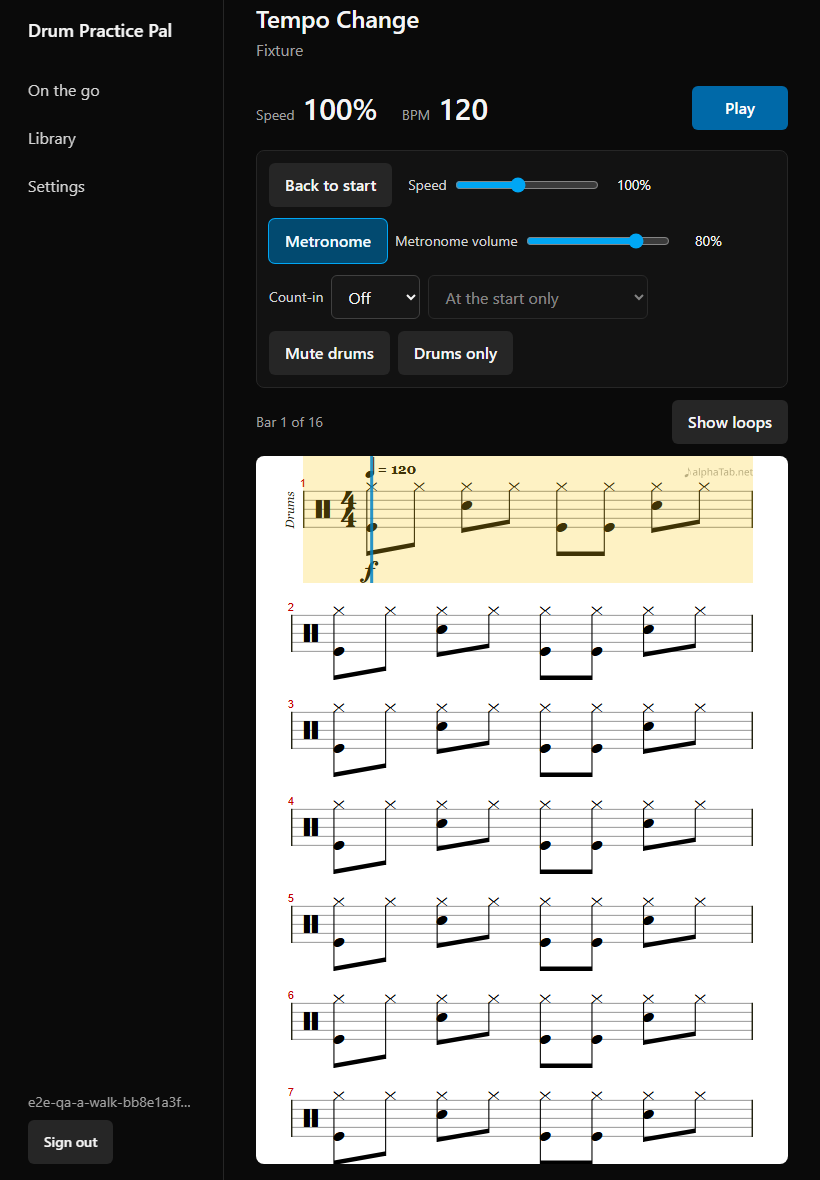 Drum Practice Pal
On the go
Library
Settings
e2e-qa-a-walk-bb8e1a3f...
Sign out
Tempo Change
Fixture
Speed 100% BPM 120
Play
Back to start Speed 100%
Metronome Metronome volume 80%
Count-in Off At the start only
Mute drums Drums only
Bar 1 of 16
Show loops
= 120
alphaTab.net
1
Drums
4
4
f
2
3
4
5
6
7